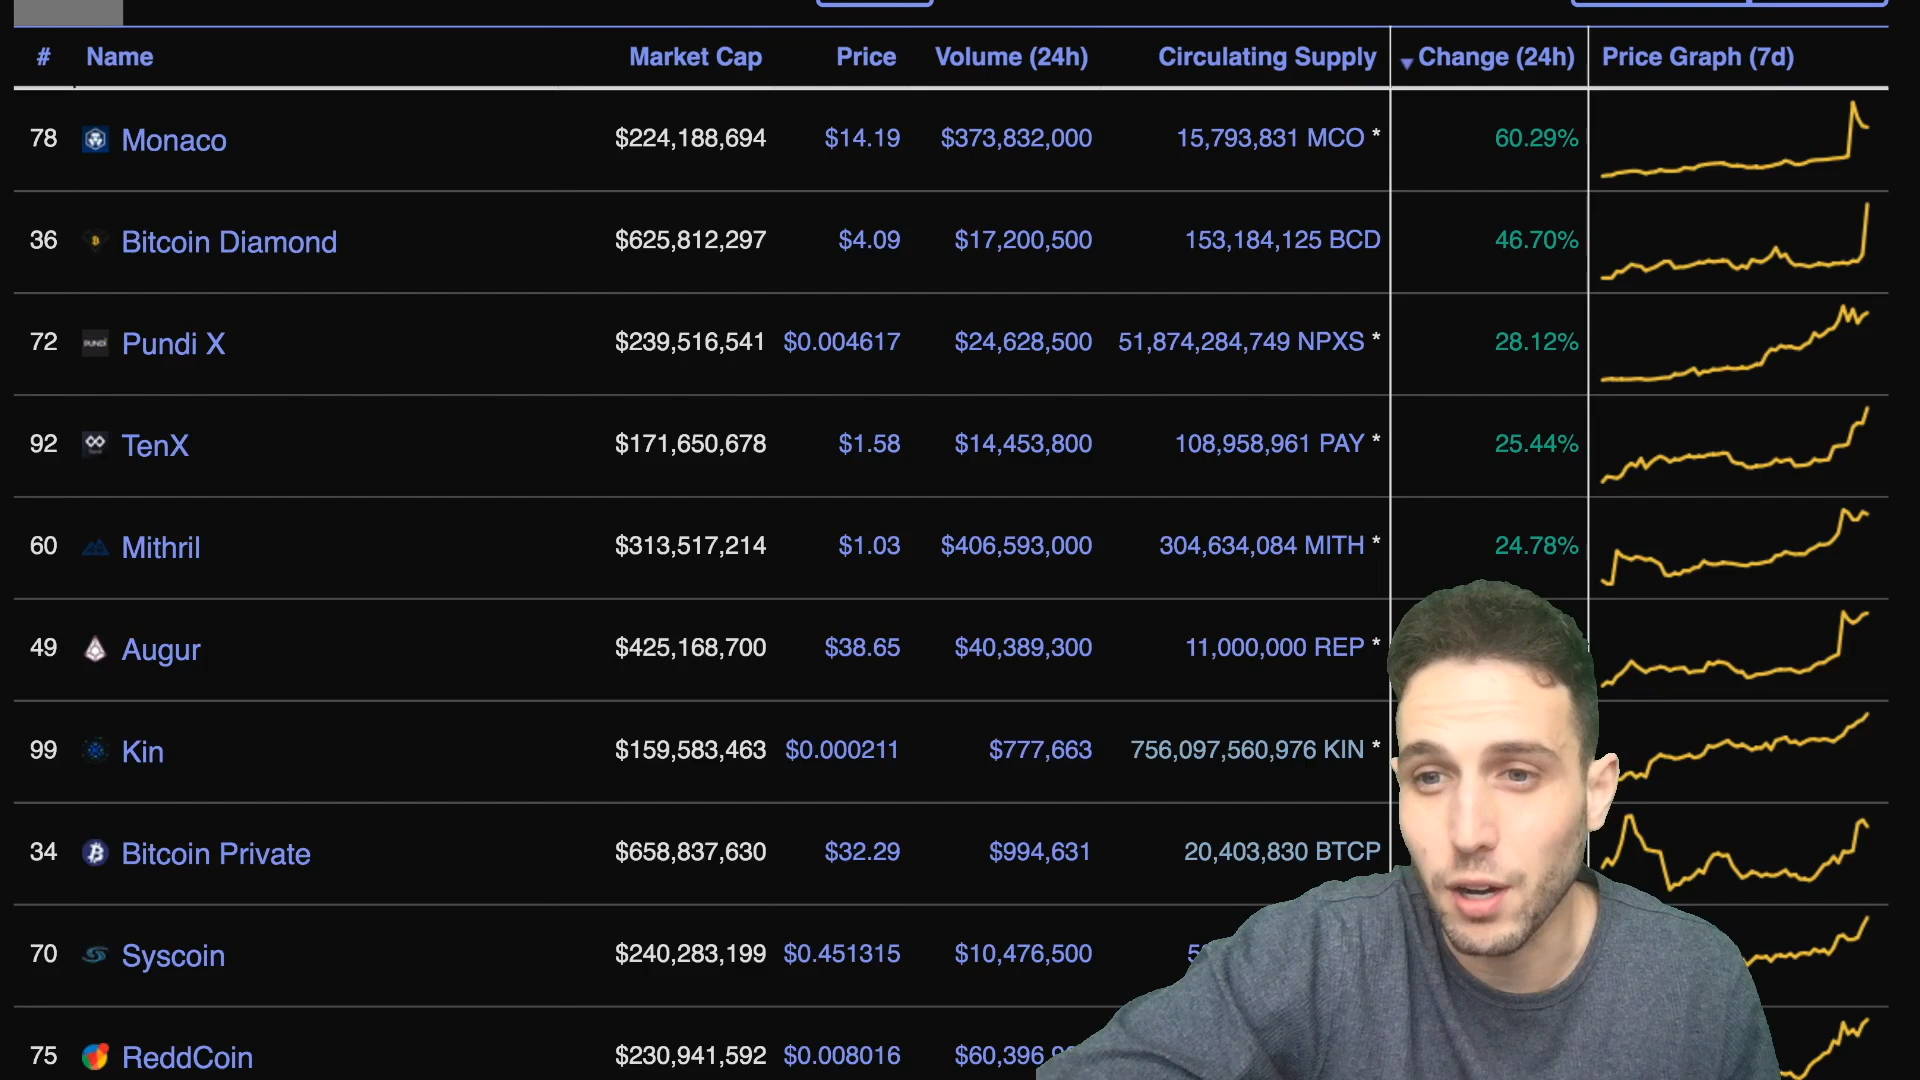 # Name Market Cap Price Volume (24h) Circulating Supply ▼ Change (24h) Price Graph (7d)
78 Monaco $224,188,694 $14.19 $373,832,000 15,793,831 MCO * 60.29%
36 Bitcoin Diamond $625,812,297 $4.09 $17,200,500 153,184,125 BCD 46.70%
72 PUNDI Pundi X $239,516,541 $0.004617 $24,628,500 51,874,284,749 NPXS * 28.12%
92 TenX $171,650,678 $1.58 $14,453,800 108,958,961 PAY * 25.44%
60 Mithril $313,517,214 $1.03 $406,593,000 304,634,084 MITH * 24.78%
49 Augur $425,168,700 $38.65 $40,389,300 11,000,000 REP *
99 Kin $159,583,463 $0.000211 $777,663 756,097,560,976 KIN *
34 Bitcoin Private $658,837,630 $32.29 $994,631 20,403,830 BTCP
70 Syscoin $240,283,199 $0.451315 $10,476,500
75 ReddCoin $230,941,592 $0.008016